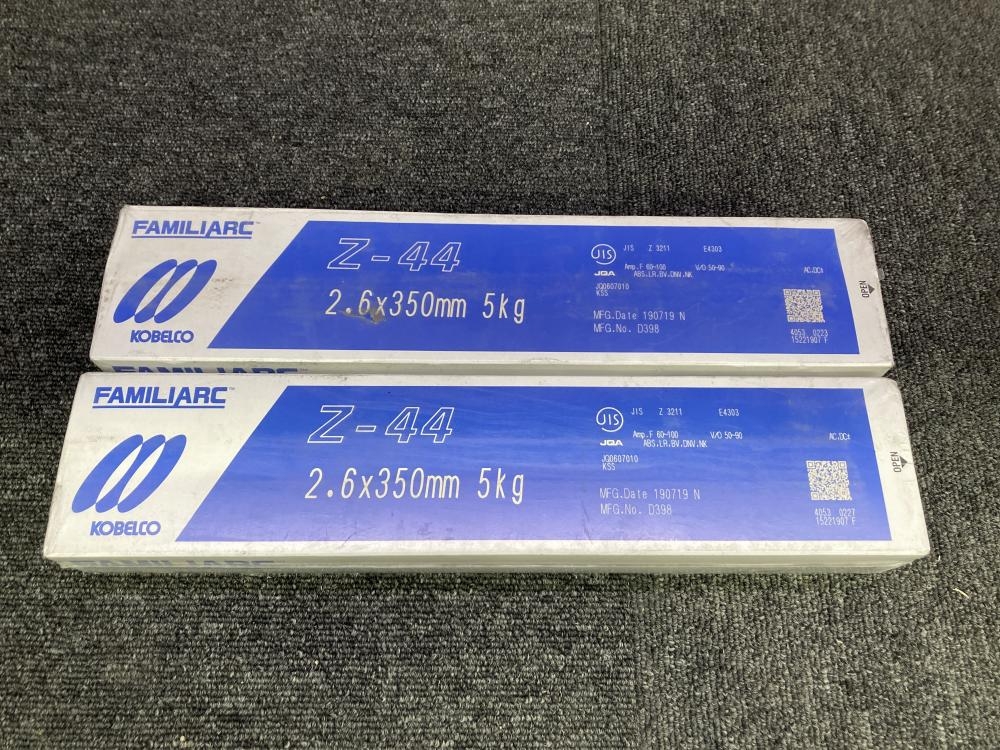 FAMILIARC™
Z-44
2.6x350mm 5kg
KOBELCO
JIS
JQA
JIS Z 3211 E4303
Amp.F 60-100 V/O 50-90 AC.DC±
ABS.LR.BV.DNV.NK
JQ0607010
KSS
MFG.Date 190719 N
MFG.No. D398
4053 0223
15221907 F
OPEN
FAMILIARC™
Z-44
2.6x350mm 5kg
KOBELCO
JIS
JQA
JIS Z 3211 E4303
Amp.F 60-100 V/O 50-90 AC.DC±
ABS.LR.BV.DNV.NK
JQ0607010
KSS
MFG.Date 190719 N
MFG.No. D398
4053 0227
15221907 F
OPEN